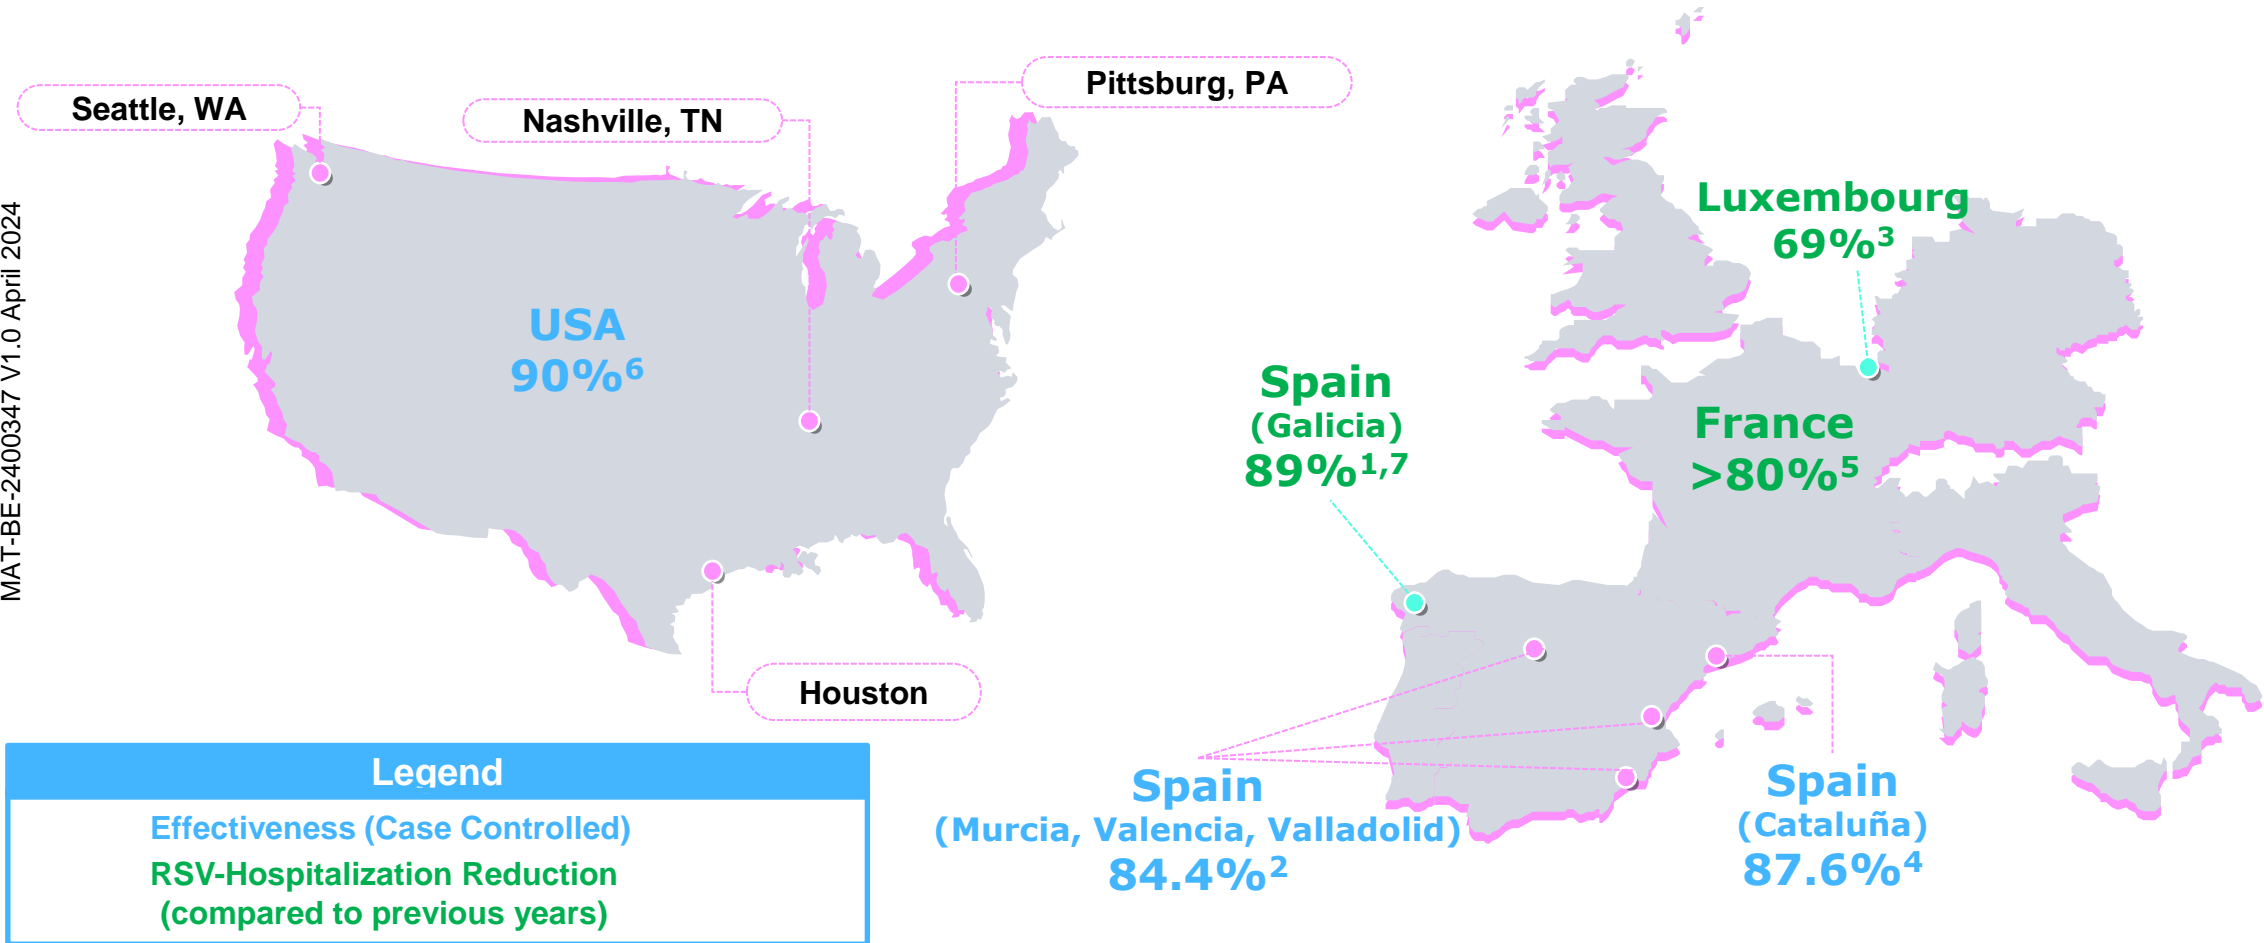 Seattle, WA
Nashville, TN
Pittsburg, PA
USA
90%⁶
Houston
MAT-BE-2400347 V1.0 April 2024
Luxembourg
69%³
Spain
(Galicia)
89%¹,⁷
France
>80%⁵
Spain
(Murcia, Valencia, Valladolid)
84.4%²
Spain
(Cataluña)
87.6%⁴
Legend
Effectiveness (Case Controlled)
RSV-Hospitalization Reduction
(compared to previous years)